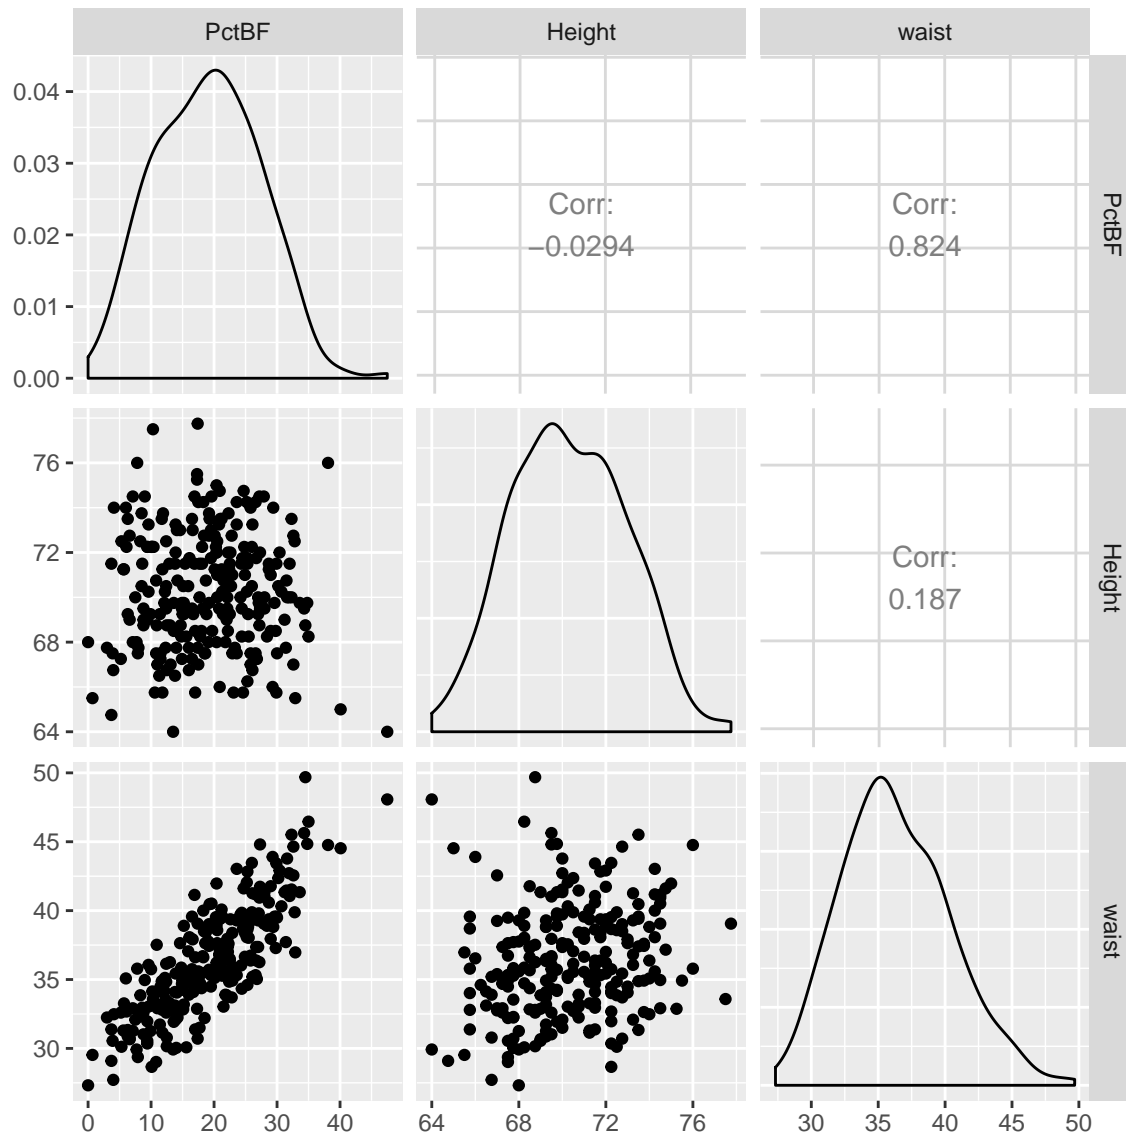 PctBF Height waist
0.04
0.03
0.02
0.01
0.00
Corr:
−0.0294
Corr:
0.824
PctBF
76
72
68
64
Corr:
0.187
Height
50
45
40
35
30
waist
0 10 20 30 40 64 68 72 76 30 35 40 45 50